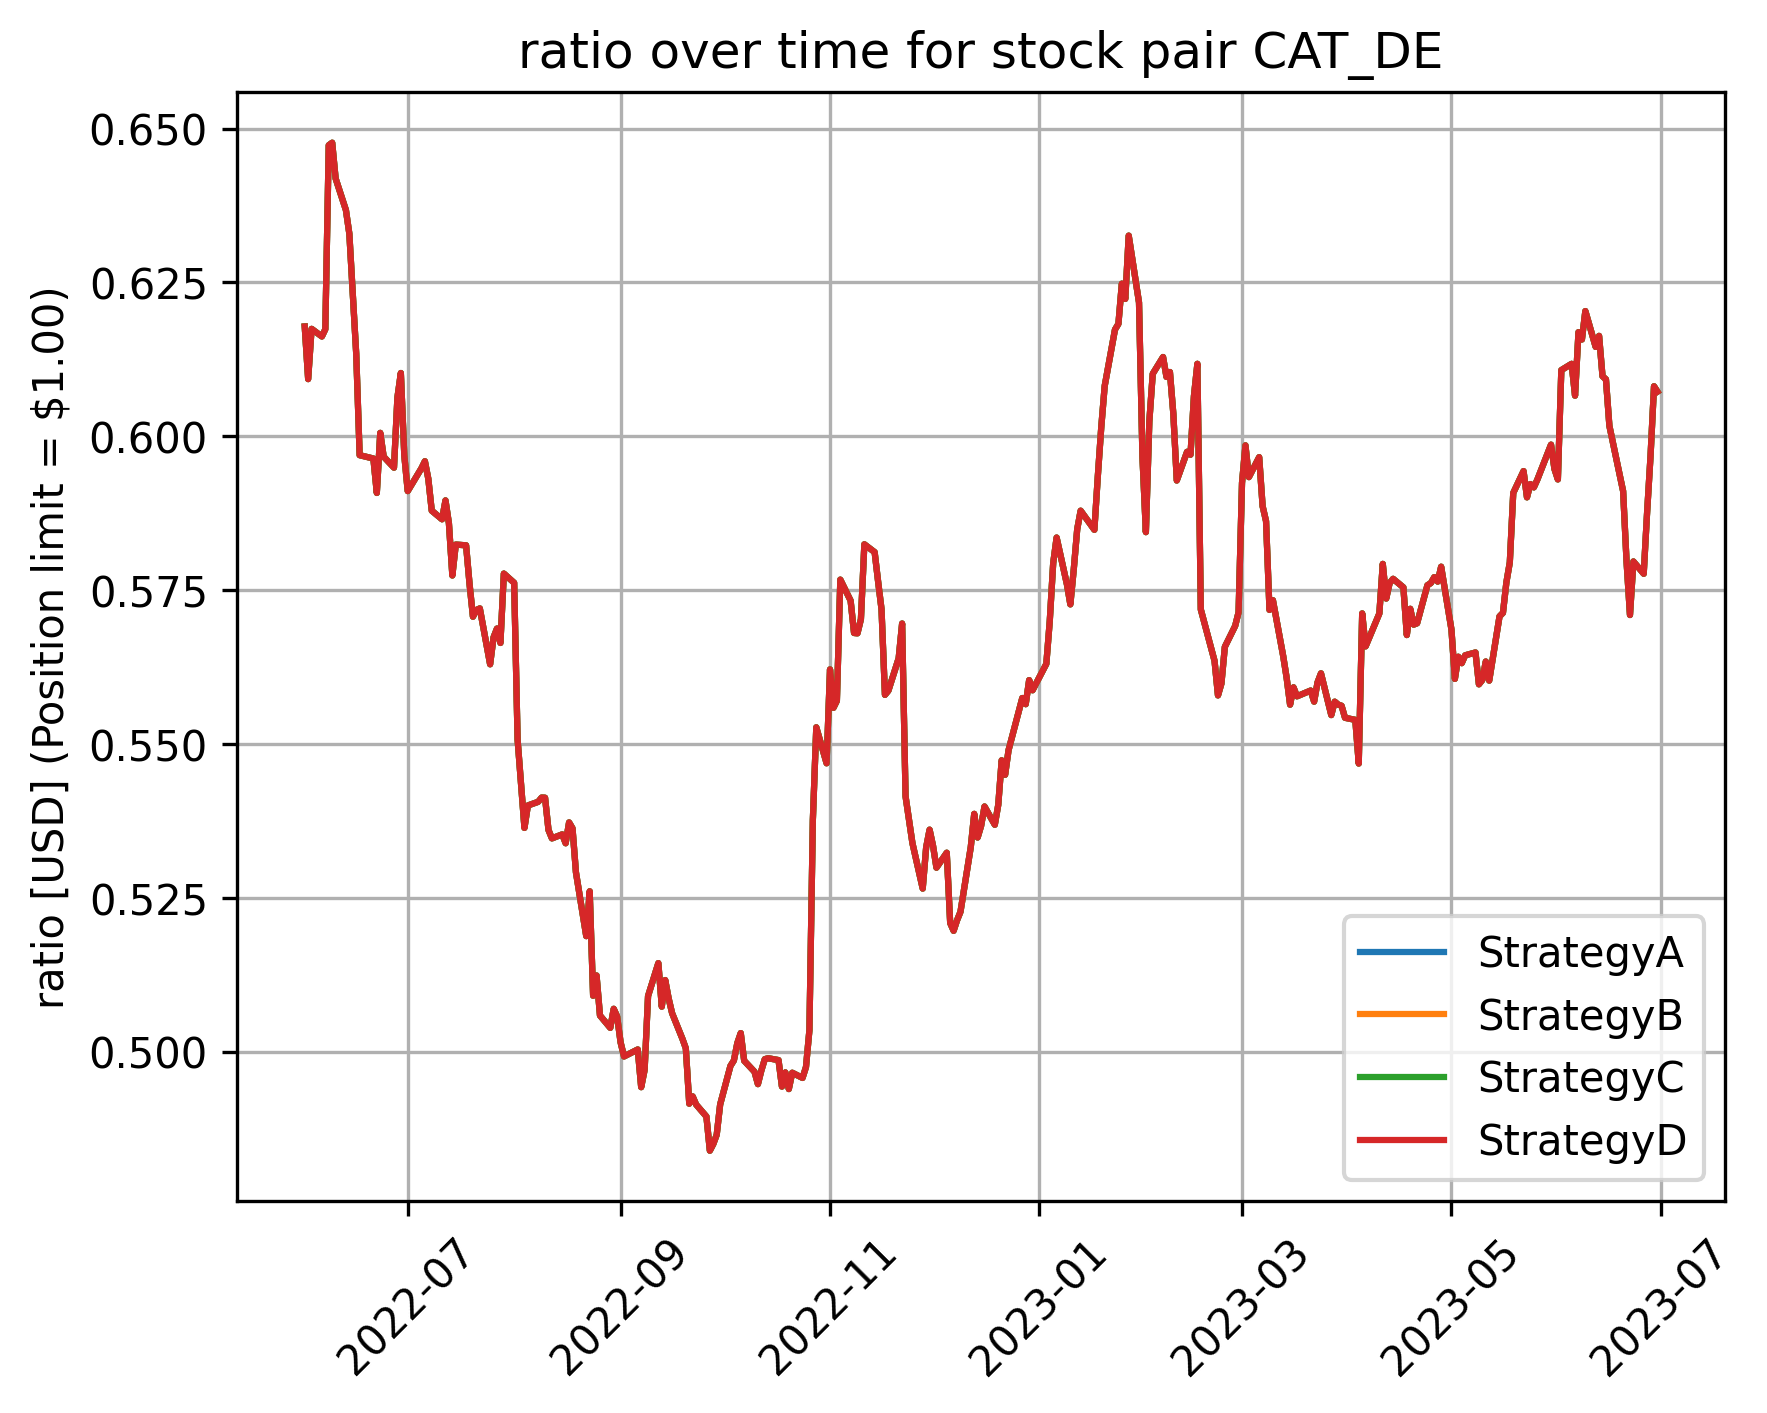 ratio over time for stock pair CAT_DE
ratio [USD] (Position limit = $1.00)
0.650
0.625
0.600
0.575
0.550
0.525
0.500
StrategyA
StrategyB
StrategyC
StrategyD
2022-07
2022-09
2022-11
2023-01
2023-03
2023-05
2023-07